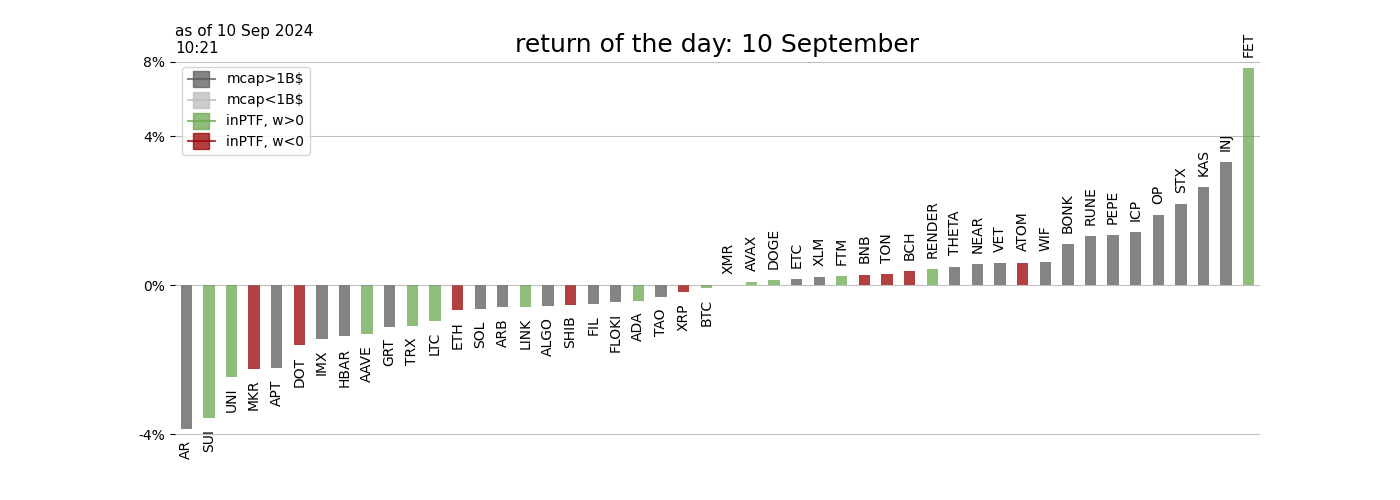 as of 10 Sep 2024
10:21
return of the day: 10 September
mcap>1B$
mcap<1B$
inPTF, w>0
inPTF, w<0
8%
4%
0%
-4%
AR
SUI
UNI
MKR
APT
DOT
IMX
HBAR
AAVE
GRT
TRX
LTC
ETH
SOL
ARB
LINK
ALGO
SHIB
FIL
FLOKI
ADA
TAO
XRP
BTC
XMR
AVAX
DOGE
ETC
XLM
FTM
BNB
TON
BCH
RENDER
THETA
NEAR
VET
ATOM
WIF
BONK
RUNE
PEPE
ICP
OP
STX
KAS
INJ
FET